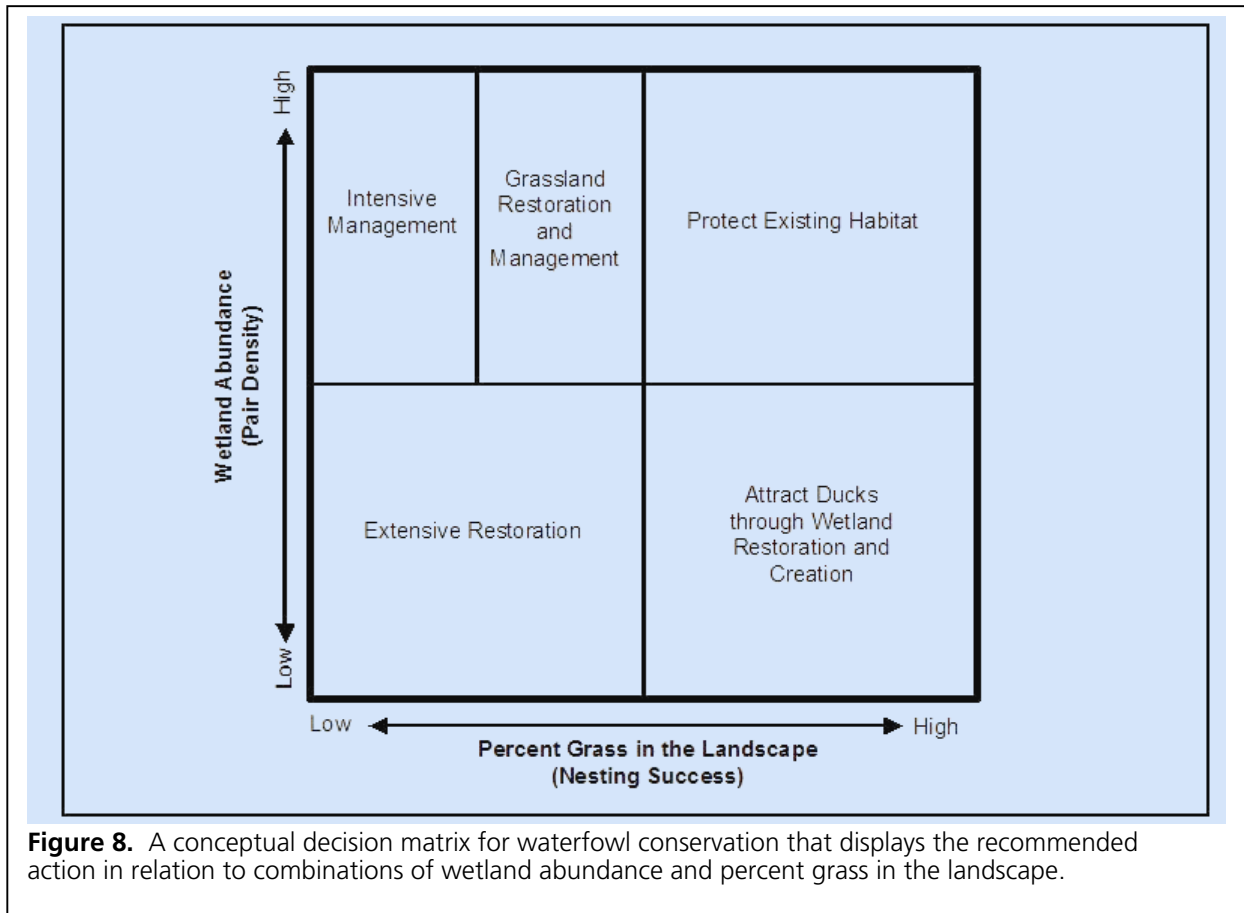 High
Wetland Abundance
(Pair Density)
Low
Intensive
Management
Grassland
Restoration
and
Management
Protect Existing Habitat
Extensive Restoration
Attract Ducks
through Wetland
Restoration and
Creation
Low
High
Percent Grass in the Landscape
(Nesting Success)
Figure 8. A conceptual decision matrix for waterfowl conservation that displays the recommended
action in relation to combinations of wetland abundance and percent grass in the landscape.